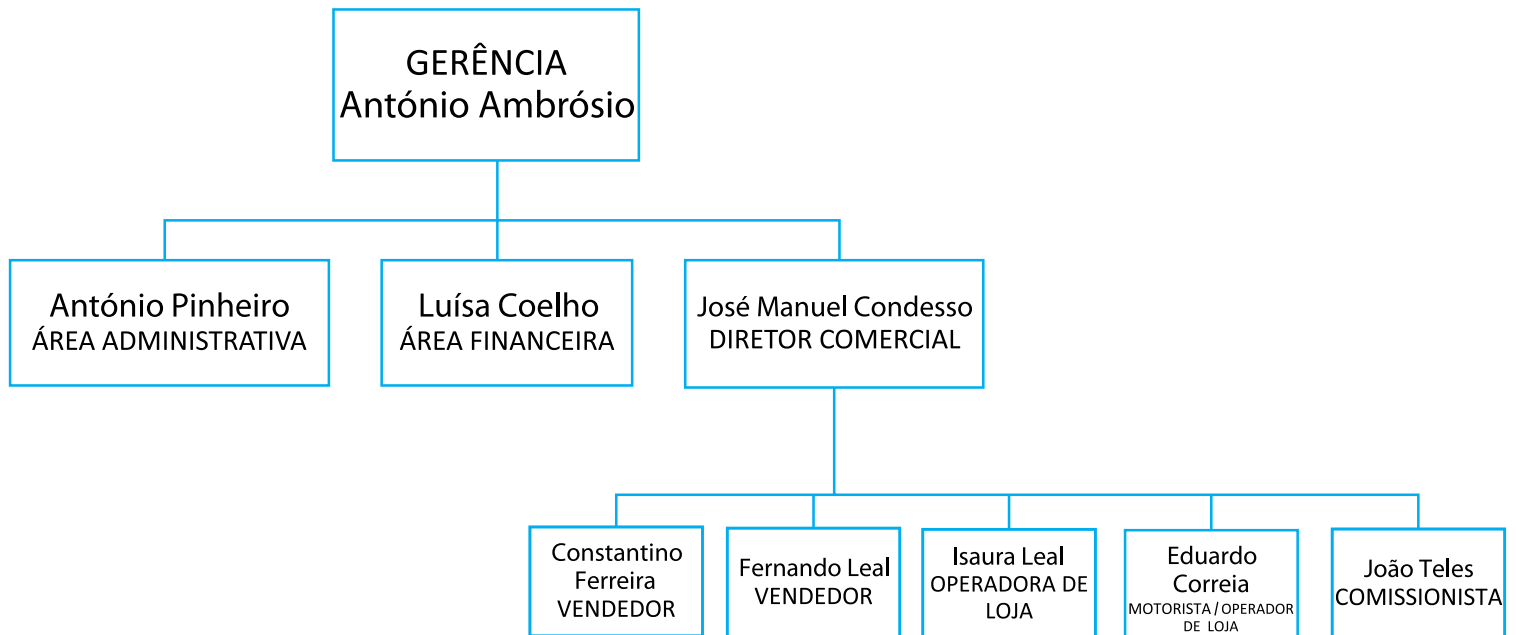 GERÊNCIA
António Ambrósio
António Pinheiro
ÁREA ADMINISTRATIVA
Luísa Coelho
ÁREA FINANCEIRA
José Manuel Condesso
DIRETOR COMERCIAL
Constantino
Ferreira
VENDEDOR
Fernando Leal
VENDEDOR
Isaura Leal
OPERADORA DE
LOJA
Eduardo
Correia
MOTORISTA / OPERADOR
DE LOJA
João Teles
COMISSIONISTA